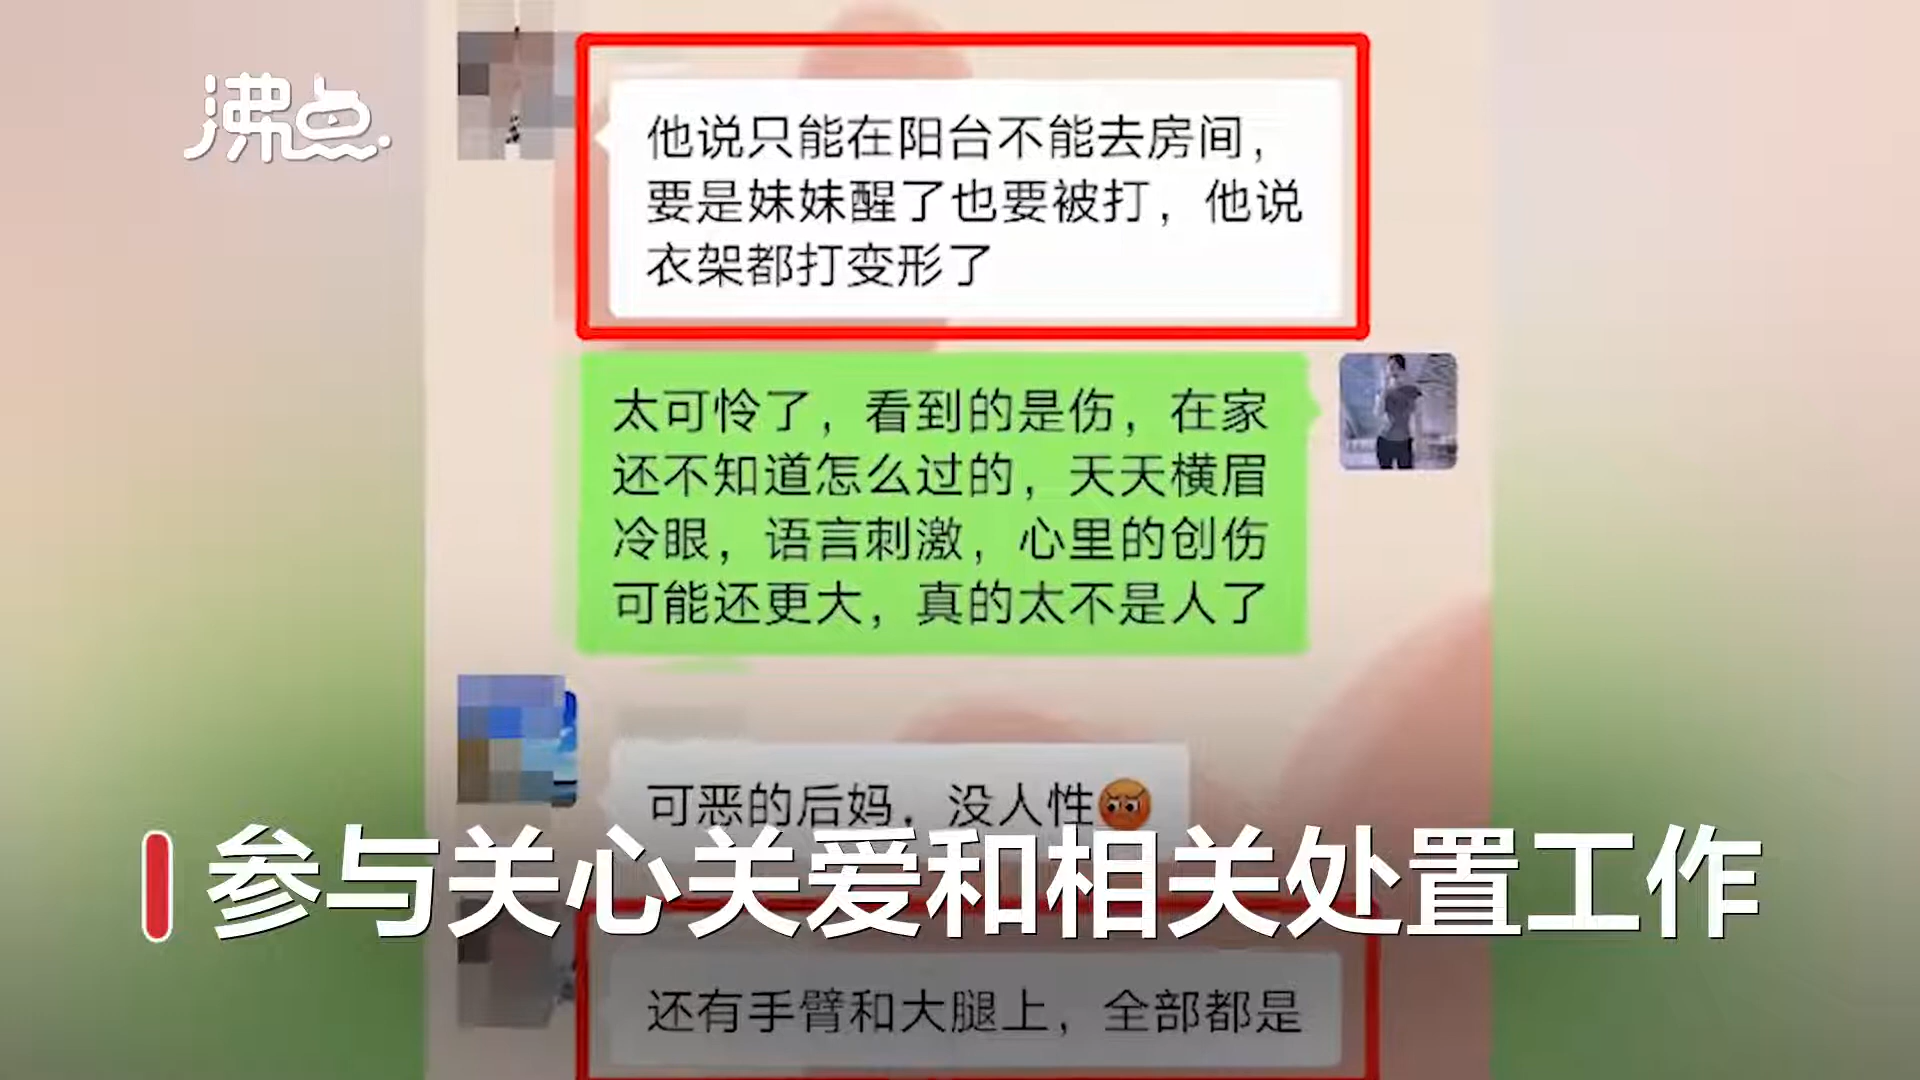 沸点
他说只能在阳台不能去房间，
要是妹妹醒了也要被打，他说
衣架都打变形了
太可怜了，看到的是伤，在家
还不知道怎么过的，天天横眉
冷眼，语言刺激，心里的创伤
可能还更大，真的太不是人了
可恶的后妈，没人性😡
参与关心关爱和相关处置工作
还有手臂和大腿上，全部都是